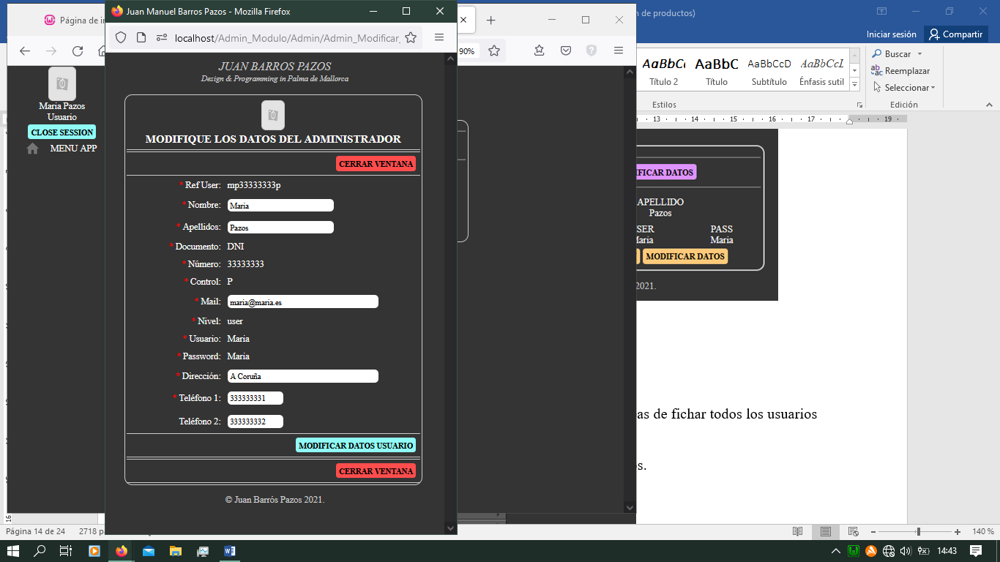 Juan Manuel Barros Pazos - Mozilla Firefox
localhost/Admin_Modulo/Admin/Admin_Modificar_
JUAN BARROS PAZOS
Design & Programming in Palma de Mallorca
MODIFIQUE LOS DATOS DEL ADMINISTRADOR
CERRAR VENTANA
* Ref User: mp33333333p
* Nombre: Maria
* Apellidos: Pazos
* Documento: DNI
* Número: 33333333
* Control: P
* Mail: maria@maria.es
* Nivel: user
* Usuario: Maria
* Password: Maria
* Dirección: A Coruña
* Teléfono 1: 333333331
Teléfono 2: 333333332
MODIFICAR DATOS USUARIO
CERRAR VENTANA
© Juan Barrós Pazos 2021.
Página de in
90%
Maria Pazos
Usuario
CLOSE SESSION
MENU APP
n de productos)
Iniciar sesión
Compartir
AaBbCc AaBbC AaBbCcD AaBbCcL
Título 2 Título Subtítulo Énfasis sutil
Estilos
Buscar
Reemplazar
Seleccionar
Edición
13 14 15 16 17 19
IFICAR DATOS
APELLIDO
Pazos
SER PASS
aria Maria
MODIFICAR DATOS
2021.
as de fichar todos los usuarios
os.
16
Página 14 de 24 2718 p
140 %
14:43